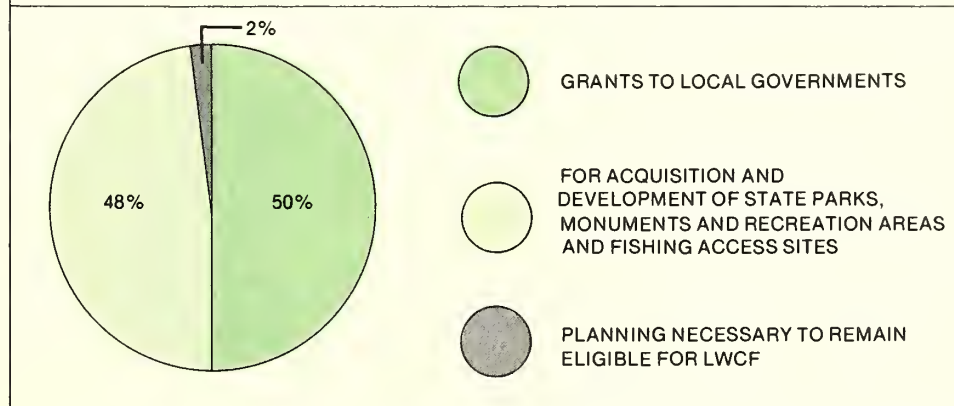 2%
48%
50%
GRANTS TO LOCAL GOVERNMENTS
FOR ACQUISITION AND
DEVELOPMENT OF STATE PARKS,
MONUMENTS AND RECREATION AREAS
AND FISHING ACCESS SITES
PLANNING NECESSARY TO REMAIN
ELIGIBLE FOR LWCF